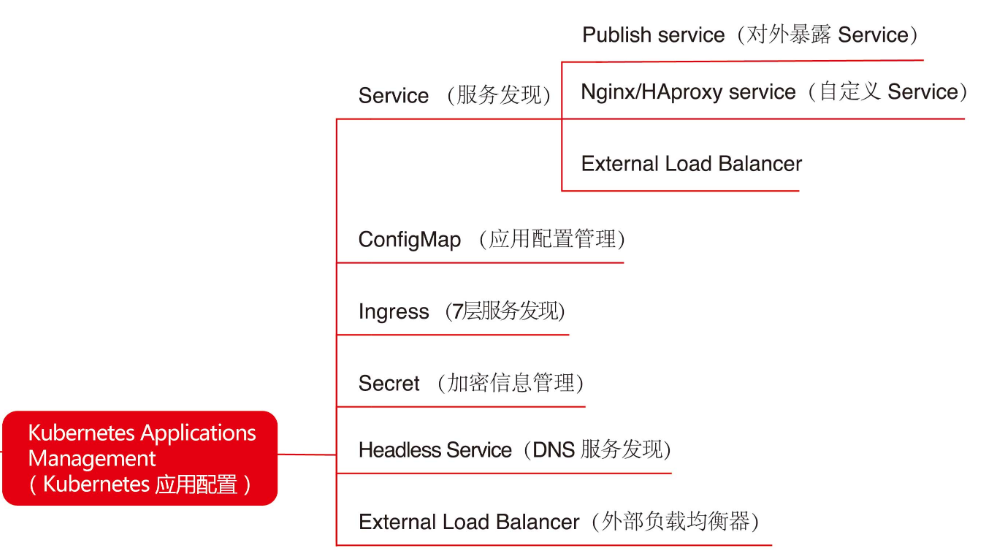 Publish service（对外暴露 Service）
Service （服务发现）
Nginx/HAproxy service（自定义 Service）
External Load Balancer
ConfigMap （应用配置管理）
Ingress （7层服务发现）
Secret （加密信息管理）
Kubernetes Applications
Management
（Kubernetes 应用配置）
Headless Service（DNS 服务发现）
External Load Balancer（外部负载均衡器）